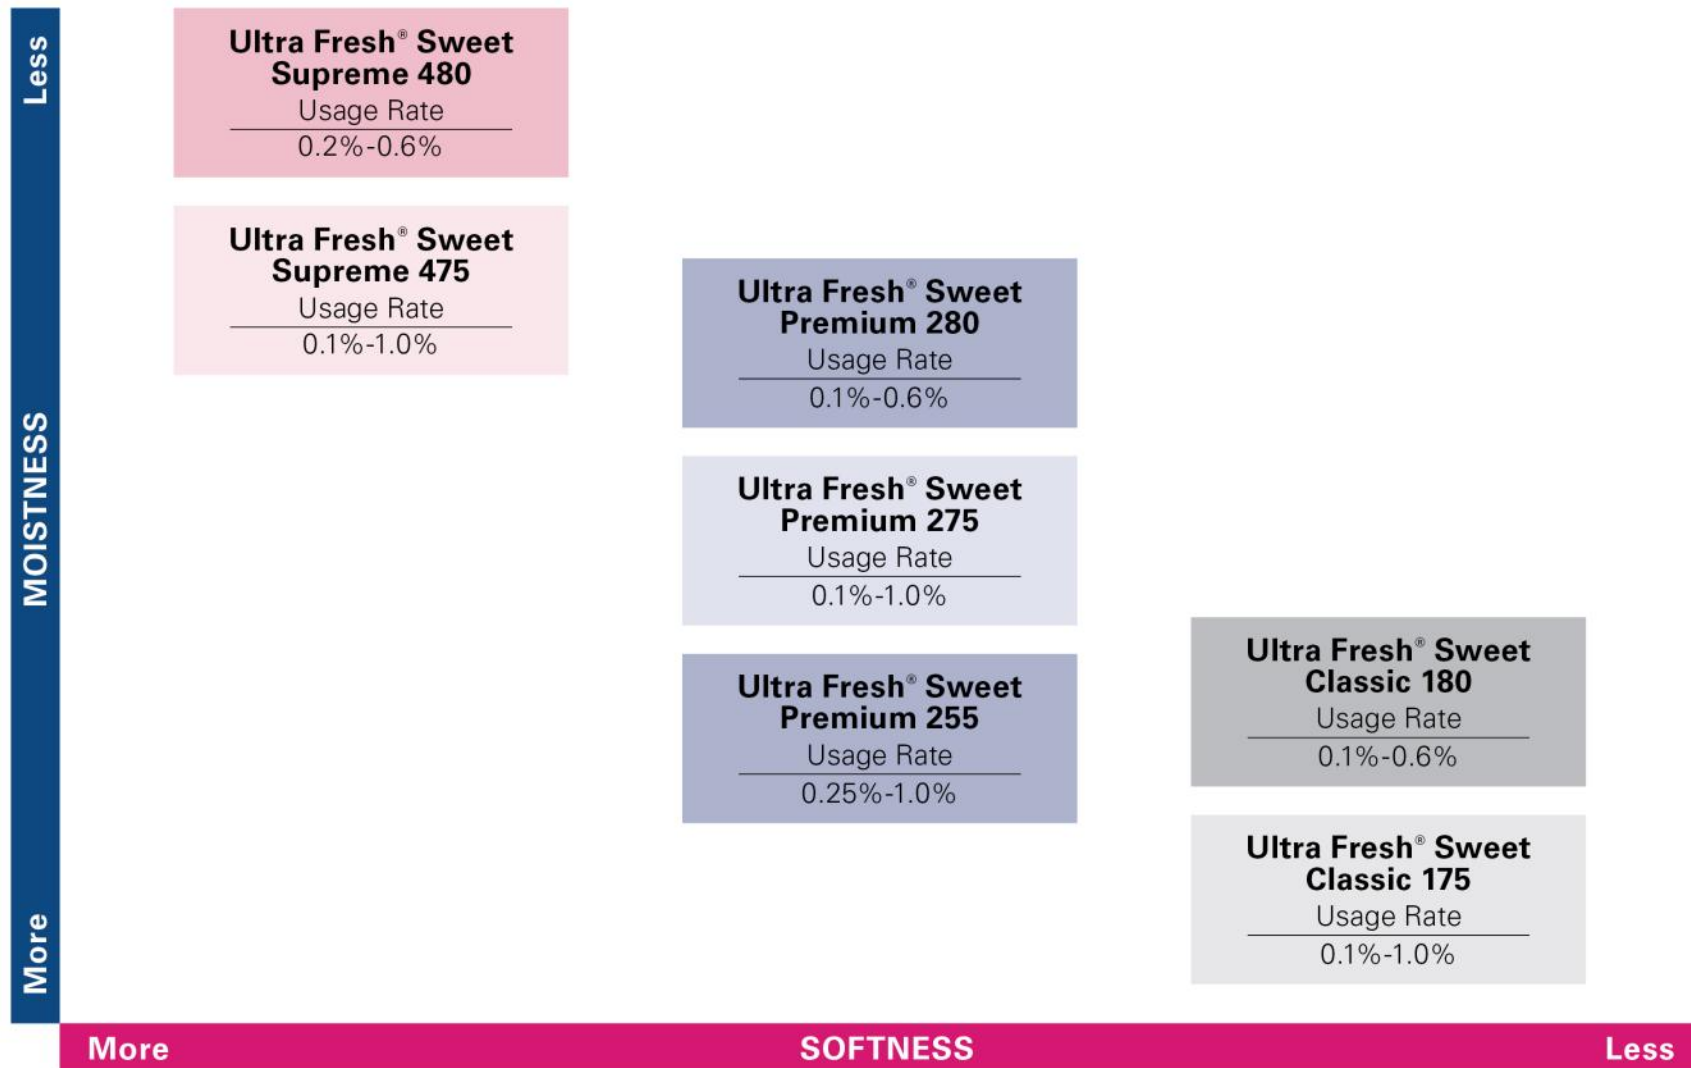 Less
MOISTNESS
More
Ultra Fresh® Sweet
Supreme 480
Usage Rate
0.2%-0.6%
Ultra Fresh® Sweet
Supreme 475
Usage Rate
0.1%-1.0%
Ultra Fresh® Sweet
Premium 280
Usage Rate
0.1%-0.6%
Ultra Fresh® Sweet
Premium 275
Usage Rate
0.1%-1.0%
Ultra Fresh® Sweet
Premium 255
Usage Rate
0.25%-1.0%
Ultra Fresh® Sweet
Classic 180
Usage Rate
0.1%-0.6%
Ultra Fresh® Sweet
Classic 175
Usage Rate
0.1%-1.0%
More SOFTNESS Less